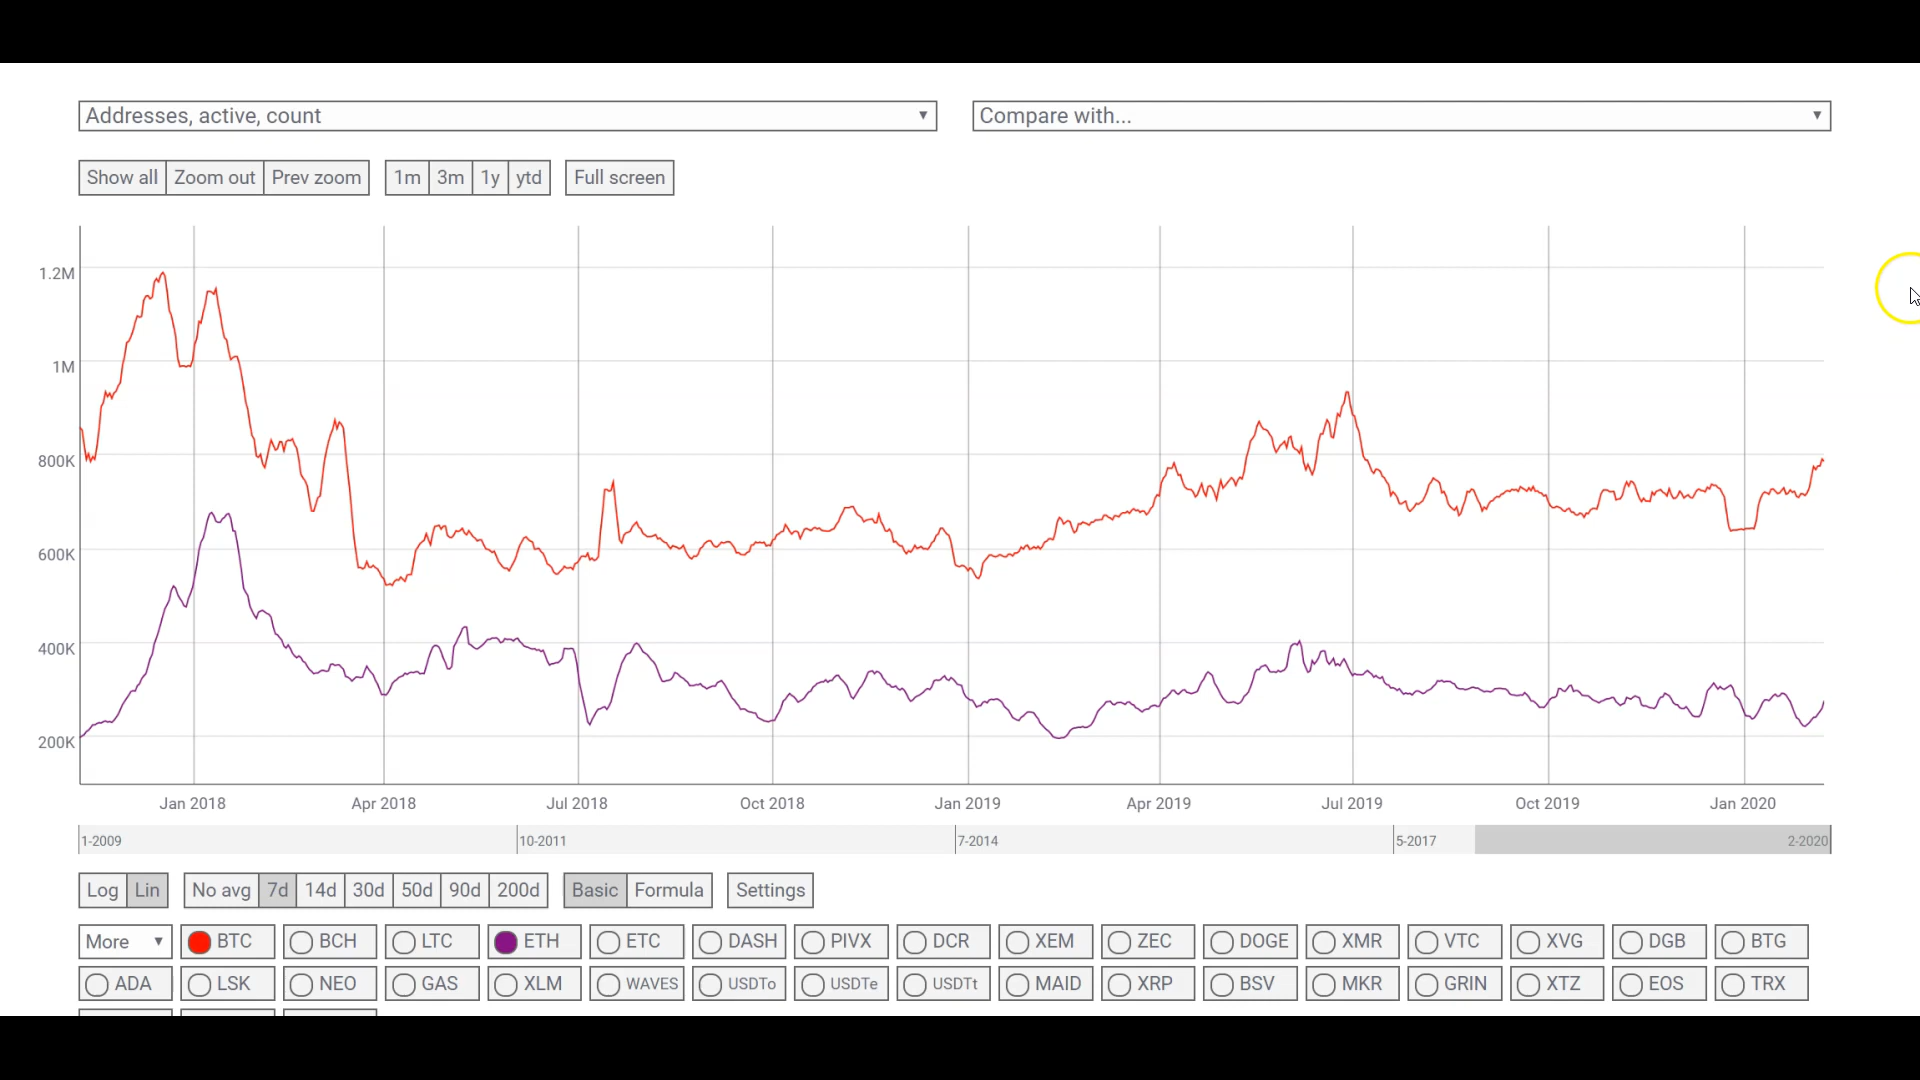 Addresses, active, count ▼ Compare with... ▼
Show all Zoom out Prev zoom 1m 3m 1y ytd Full screen
1.2M
1M
800K
600K
400K
200K
Jan 2018 Apr 2018 Jul 2018 Oct 2018 Jan 2019 Apr 2019 Jul 2019 Oct 2019 Jan 2020
1-2009 10-2011 7-2014 5-2017 2-2020
Log Lin No avg 7d 14d 30d 50d 90d 200d Basic Formula Settings
More ▼ BTC BCH LTC ETH ETC DASH PIVX DCR XEM ZEC DOGE XMR VTC XVG DGB BTG
ADA LSK NEO GAS XLM WAVES USDTo USDTe USDTt MAID XRP BSV MKR GRIN XTZ EOS TRX